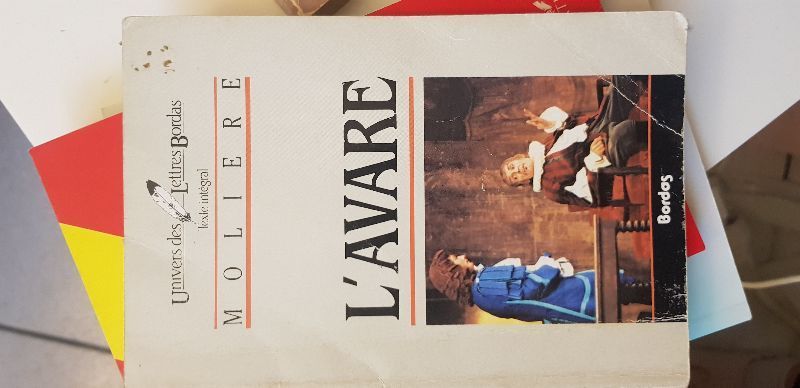 Univers des Lettres Bordas
Texte intégral
MOLIERE
L'AVARE
Bordas